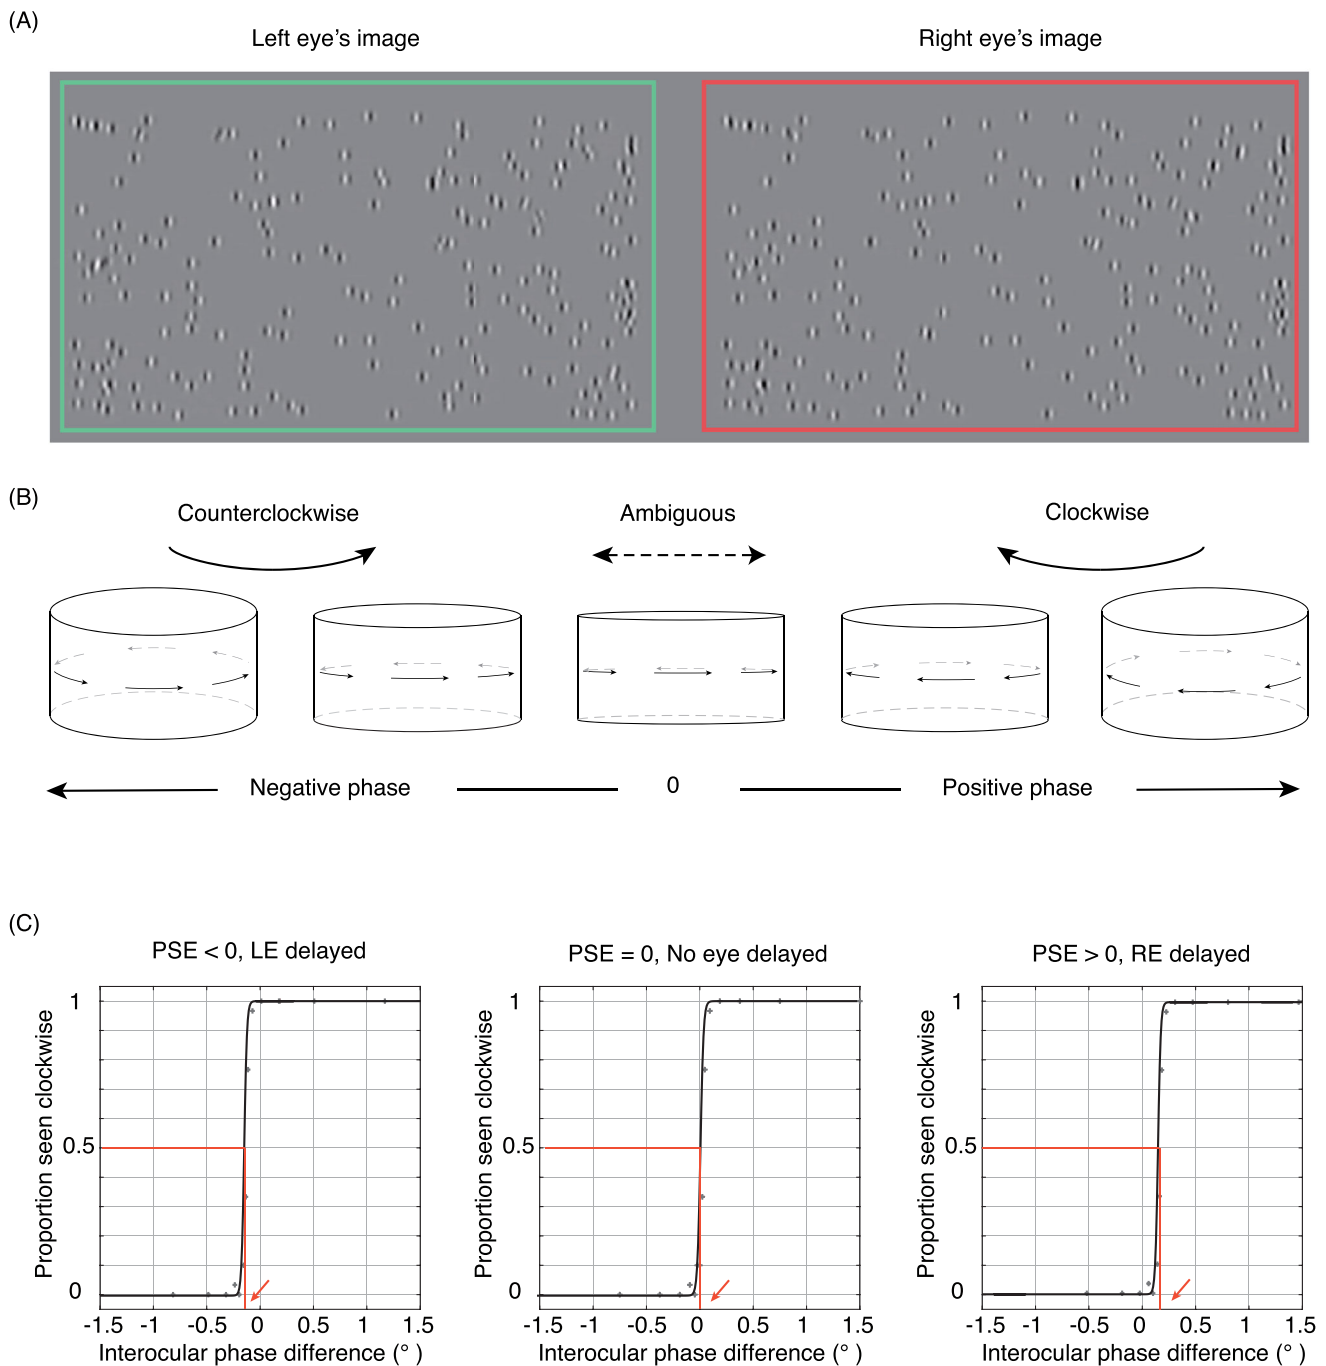 (A)
Left eye's image
Right eye's image
(B)
Counterclockwise
Ambiguous
Clockwise
Negative phase
0
Positive phase
(C)
PSE < 0, LE delayed
PSE = 0, No eye delayed
PSE > 0, RE delayed
Proportion seen clockwise
1
0.5
0
-1.5 -1 -0.5 0 0.5 1 1.5
Interocular phase difference (° )
Proportion seen clockwise
1
0.5
0
-1.5 -1 -0.5 0 0.5 1 1.5
Interocular phase difference (° )
Proportion seen clockwise
1
0.5
0
-1.5 -1 -0.5 0 0.5 1 1.5
Interocular phase difference (° )